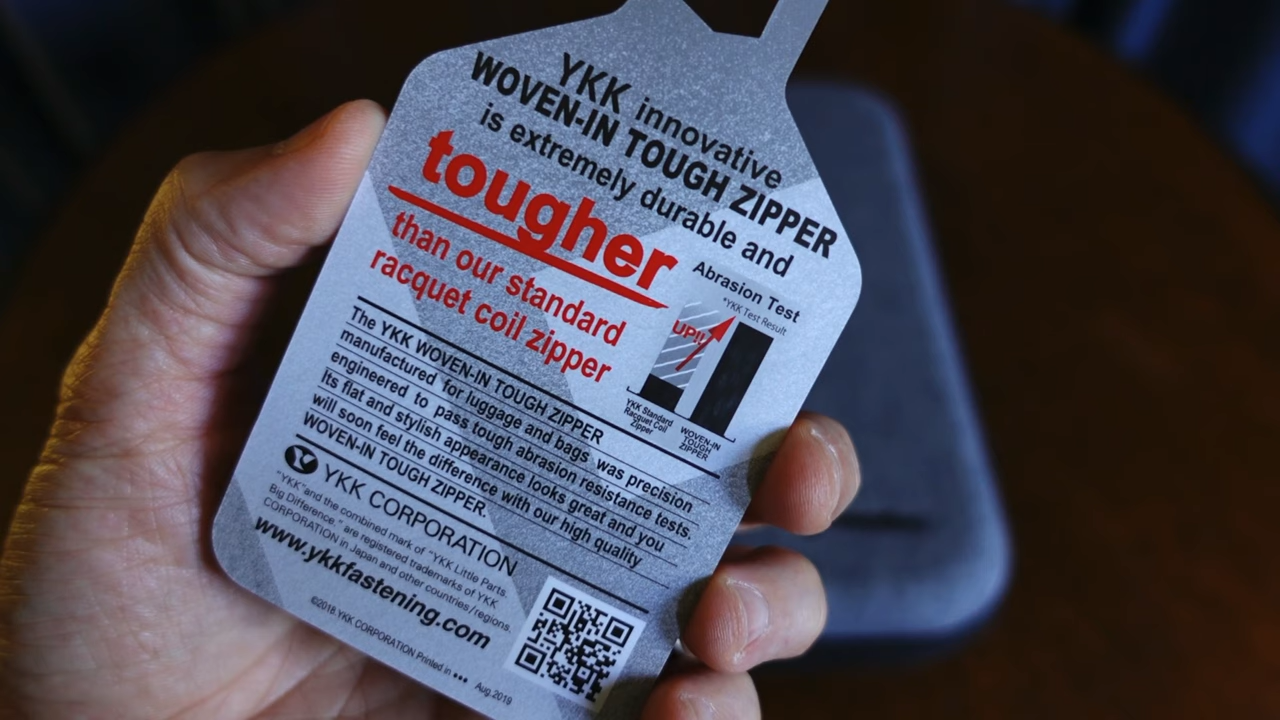 YKK innovative
WOVEN-IN TOUGH ZIPPER
is extremely durable and
tougher
than our standard
racquet coil zipper
Abrasion Test
*YKK Test Result
UP!!
YKK Standard
Racquet Coil
Zipper
WOVEN-IN
TOUGH
ZIPPER
The YKK WOVEN-IN TOUGH ZIPPER
manufactured for luggage and bags was precision
engineered to pass tough abrasion resistance tests.
Its flat and stylish appearance looks great and you
will soon feel the difference with our high quality
WOVEN-IN TOUGH ZIPPER.
YKK CORPORATION
"YKK" and the combined mark of "YKK Little Parts.
Big Difference." are registered trademarks of YKK
CORPORATION in Japan and other countries/regions.
www.ykkfastening.com
©2018 YKK CORPORATION Printed in ●●● Aug.2019